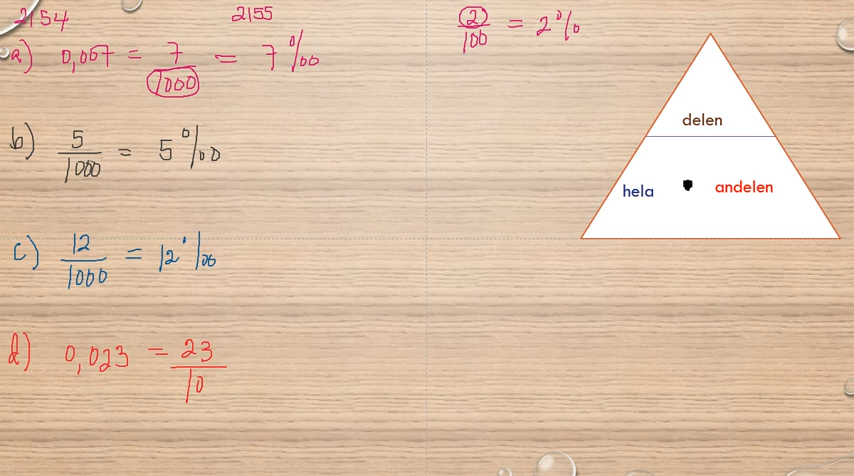 2154
2155
2/100 = 2%
a) 0,007 = 7/1000 = 7‰
b) 5/1000 = 5‰
c) 12/1000 = 12‰
d) 0,023 = 23/10
delen
hela • andelen